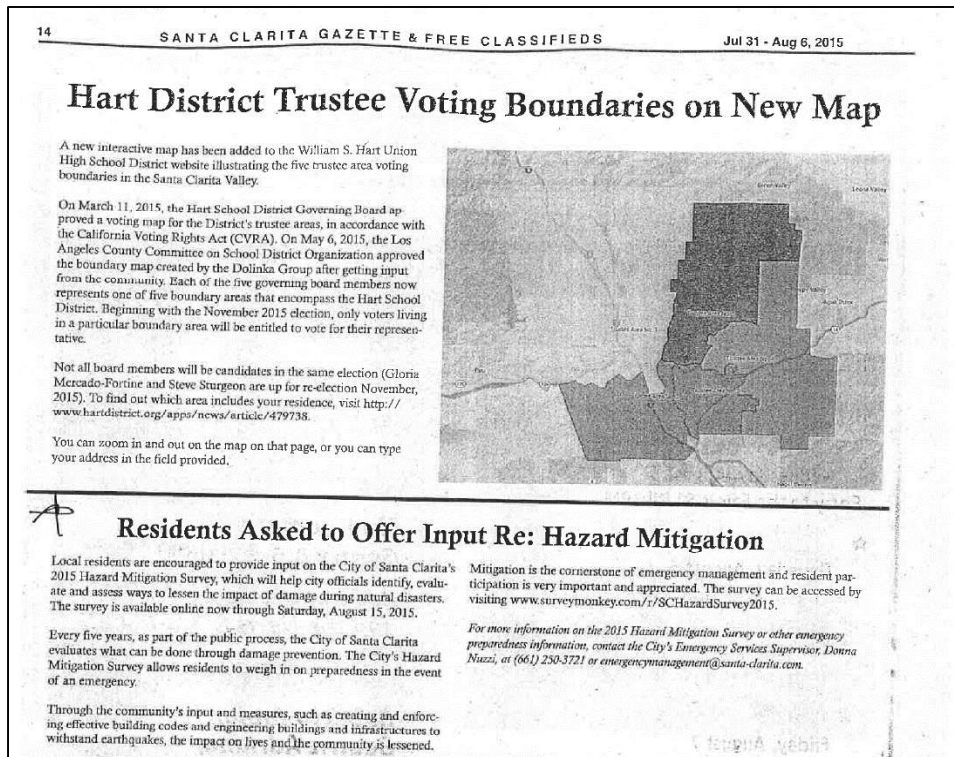 14
SANTA CLARITA GAZETTE & FREE CLASSIFIEDS
Jul 31 - Aug 6, 2015
Hart District Trustee Voting Boundaries on New Map
A new interactive map has been added to the William S. Hart Union
High School District website illustrating the five trustee area voting
boundaries in the Santa Clarita Valley.
On March 11, 2015, the Hart School District Governing Board ap-
proved a voting map for the District's trustee areas, in accordance with
the California Voting Rights Act (CVRA). On May 6, 2015, the Los
Angeles County Committee on School District Organization approved
the boundary map created by the Dolinka Group after getting input
from the community. Each of the five governing board members now
represents one of five boundary areas that encompass the Hart School
District. Beginning with the November 2015 election, only voters living
in a particular boundary area will be entitled to vote for their represen-
tative.
Not all board members will be candidates in the same election (Gloria
Mercado-Fortine and Steve Sturgeon are up for re-election November,
2015). To find out which area includes your residence, visit http://
www.hartdistrict.org/apps/news/article/479738.
You can zoom in and out on the map on that page, or you can type
your address in the field provided.
Green Valley
Leona Valley
Agua Dulce
Residents Asked to Offer Input Re: Hazard Mitigation
Local residents are encouraged to provide input on the City of Santa Clarita's
2015 Hazard Mitigation Survey, which will help city officials identify, evalu-
ate and assess ways to lessen the impact of damage during natural disasters.
The survey is available online now through Saturday, August 15, 2015.
Every five years, as part of the public process, the City of Santa Clarita
evaluates what can be done through damage prevention. The City's Hazard
Mitigation Survey allows residents to weigh in on preparedness in the event
of an emergency.
Through the community's input and measures, such as creating and enforc-
ing effective building codes and engineering buildings and infrastructures to
withstand earthquakes, the impact on lives and the community is lessened.
Mitigation is the cornerstone of emergency management and resident par-
ticipation is very important and appreciated. The survey can be accessed by
visiting www.surveymonkey.com/r/SCHazardSurvey2015.
For more information on the 2015 Hazard Mitigation Survey or other emergency
preparedness information, contact the City's Emergency Services Supervisor, Donna
Nuzzi, at (661) 250-3721 or emergencymanagement@santa-clarita.com.